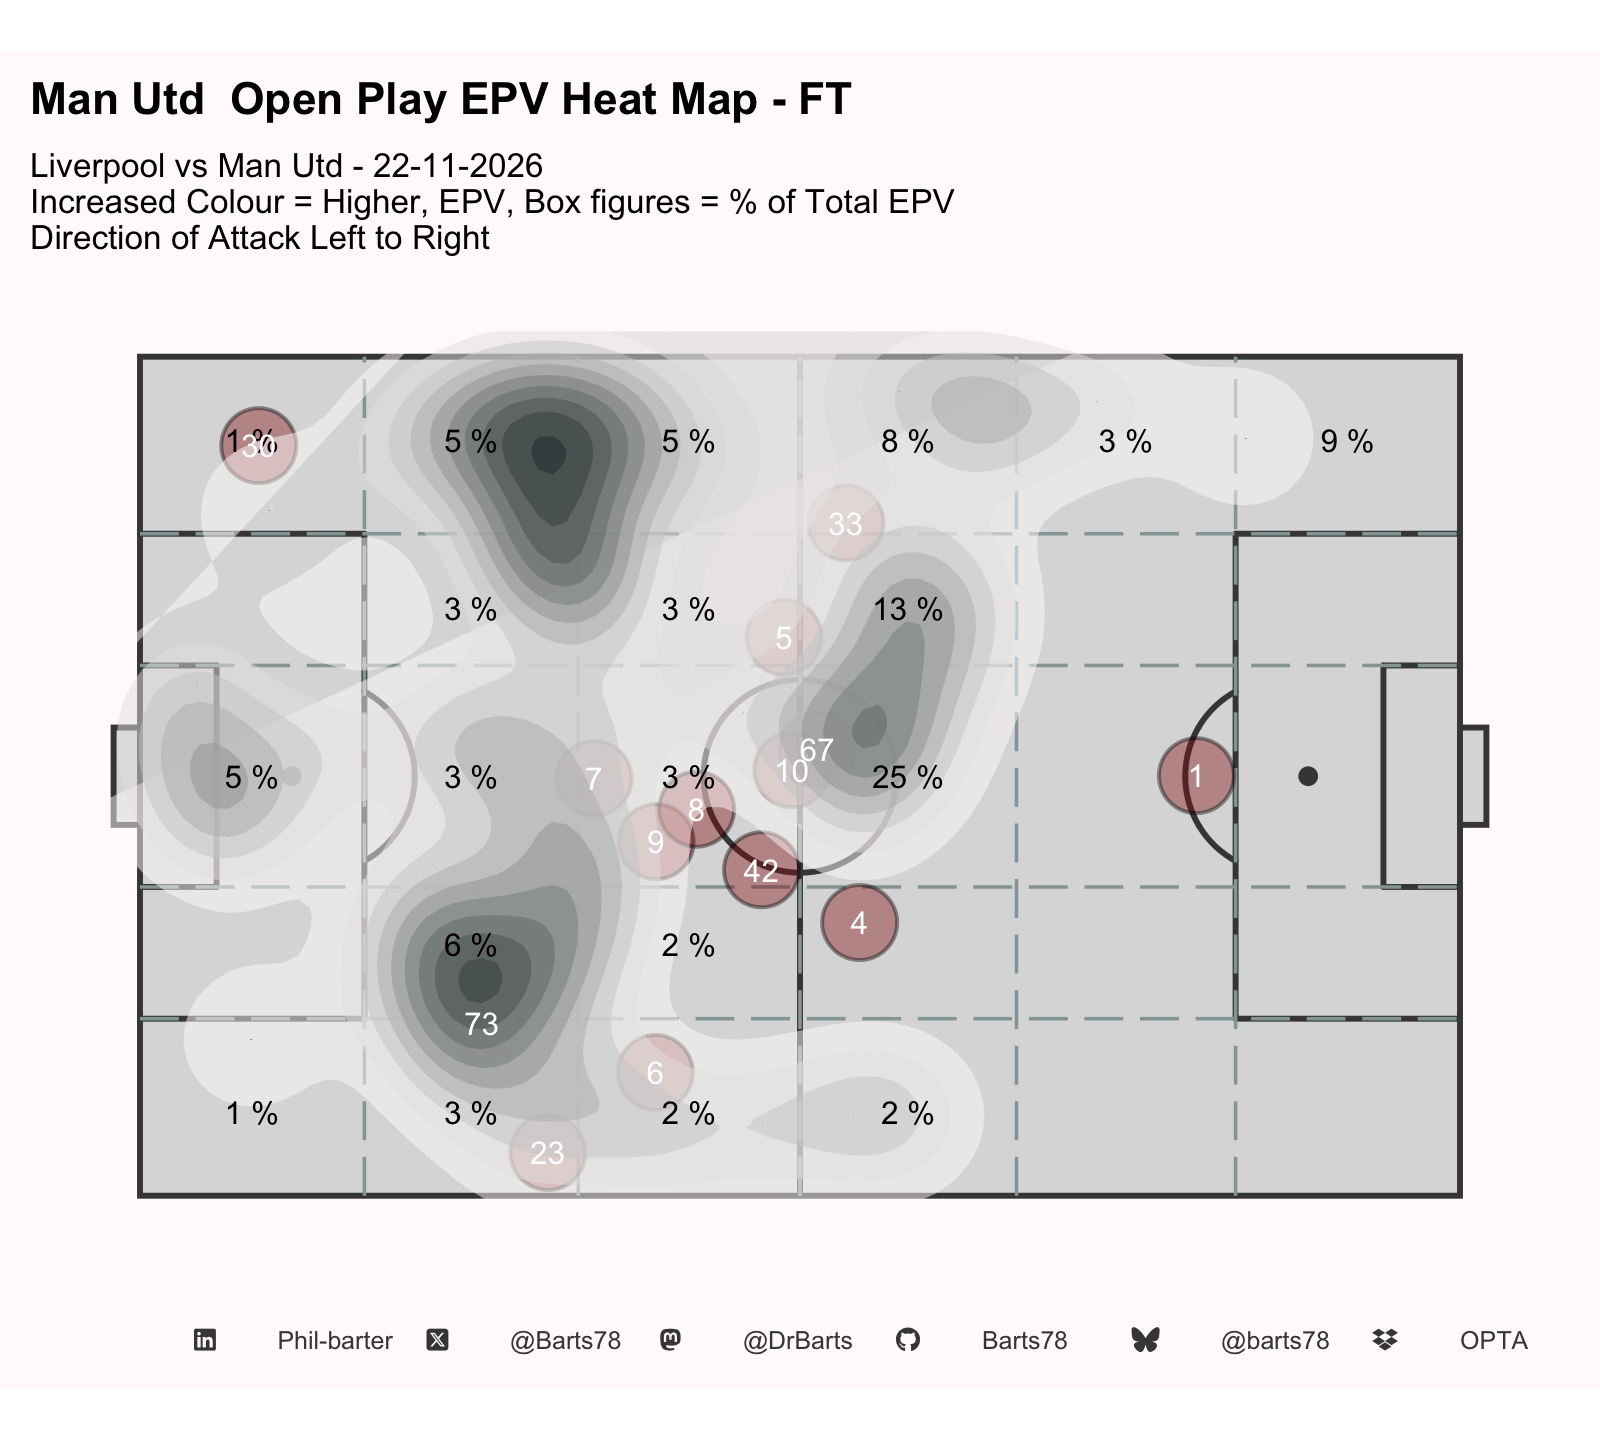 Man Utd  Open Play EPV Heat Map - FT
Liverpool vs Man Utd - 22-11-2026
Increased Colour = Higher, EPV, Box figures = % of Total EPV
Direction of Attack Left to Right
1 % 5 % 5 % 8 % 3 % 9 %
30
33
3 % 3 % 13 %
5
67
5 % 3 % 7 3 % 10 25 % 1
8
9
42
4
6 % 2 %
73
6
1 % 3 % 2 % 2 %
23
Phil-barter @Barts78 @DrBarts Barts78 @barts78 OPTA